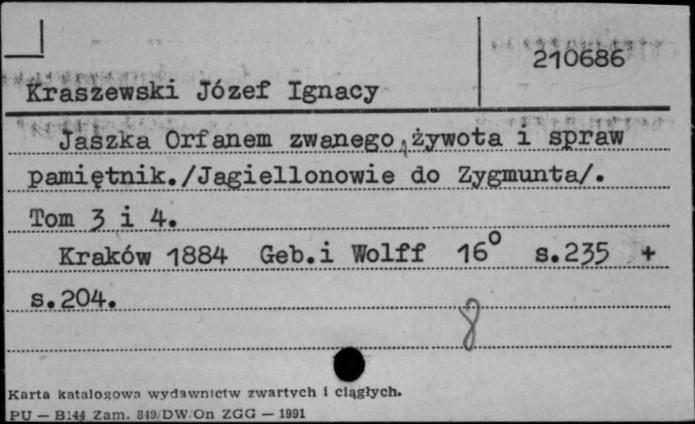 210686
Kraszewski Józef Ignacy
Jaszka Orfanem zwanego, żywota i spraw
pamiętnik./Jagiellonowie do Zygmunta/.
Tom 3 i 4.
Kraków 1884 Geb.i Wolff 16° s.235 +
s.204.
8
Karta katalogowa wydawnictw zwartych i ciągłych.
PU — B:44 Zam. 849/DW/On ZGG — 1991